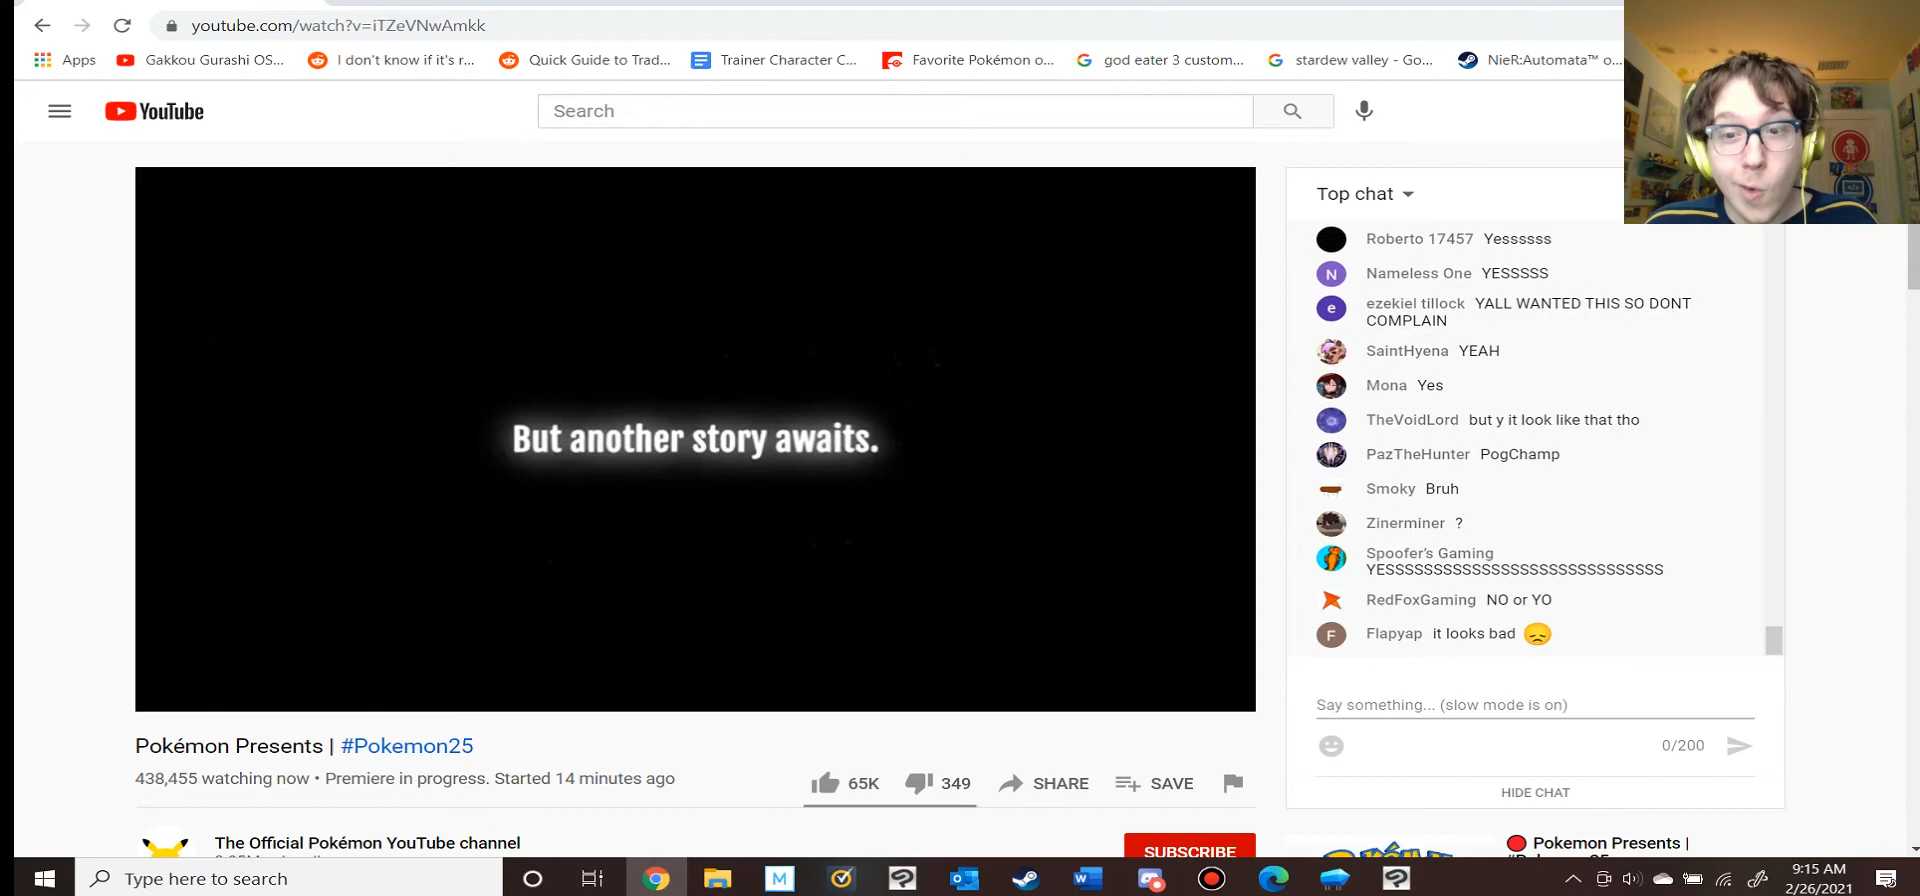 youtube.com/watch?v=iTZeVNwAmkk
Apps Gakkou Gurashi OS... I don't know if it's r... Quick Guide to Trad... Trainer Character C... Favorite Pokémon o... god eater 3 custom... stardew valley - Go... NieR:Automata™ o...
YouTube
Search
Top chat
Roberto 17457 Yessssss
N Nameless One YESSSSS
e ezekiel tillock YALL WANTED THIS SO DONT
COMPLAIN
SaintHyena YEAH
Mona Yes
TheVoidLord but y it look like that tho
PazTheHunter PogChamp
Smoky Bruh
Zinerminer ?
Spoofer's Gaming
YESSSSSSSSSSSSSSSSSSSSSSSSSSSSS
RedFoxGaming NO or YO
F Flapyap it looks bad 😞
Say something... (slow mode is on)
0/200
HIDE CHAT
But another story awaits.
Pokémon Presents | #Pokemon25
438,455 watching now • Premiere in progress. Started 14 minutes ago
65K 349 SHARE SAVE
The Official Pokémon YouTube channel
SUBSCRIBE
Pokemon Presents |
Type here to search
9:15 AM
2/26/2021